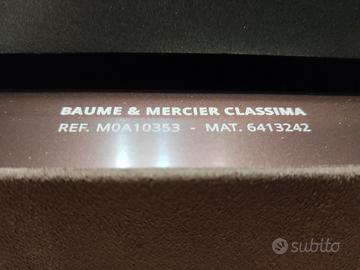 BAUME & MERCIER CLASSIMA
REF. M0A10353 - MAT. 6413242
subito